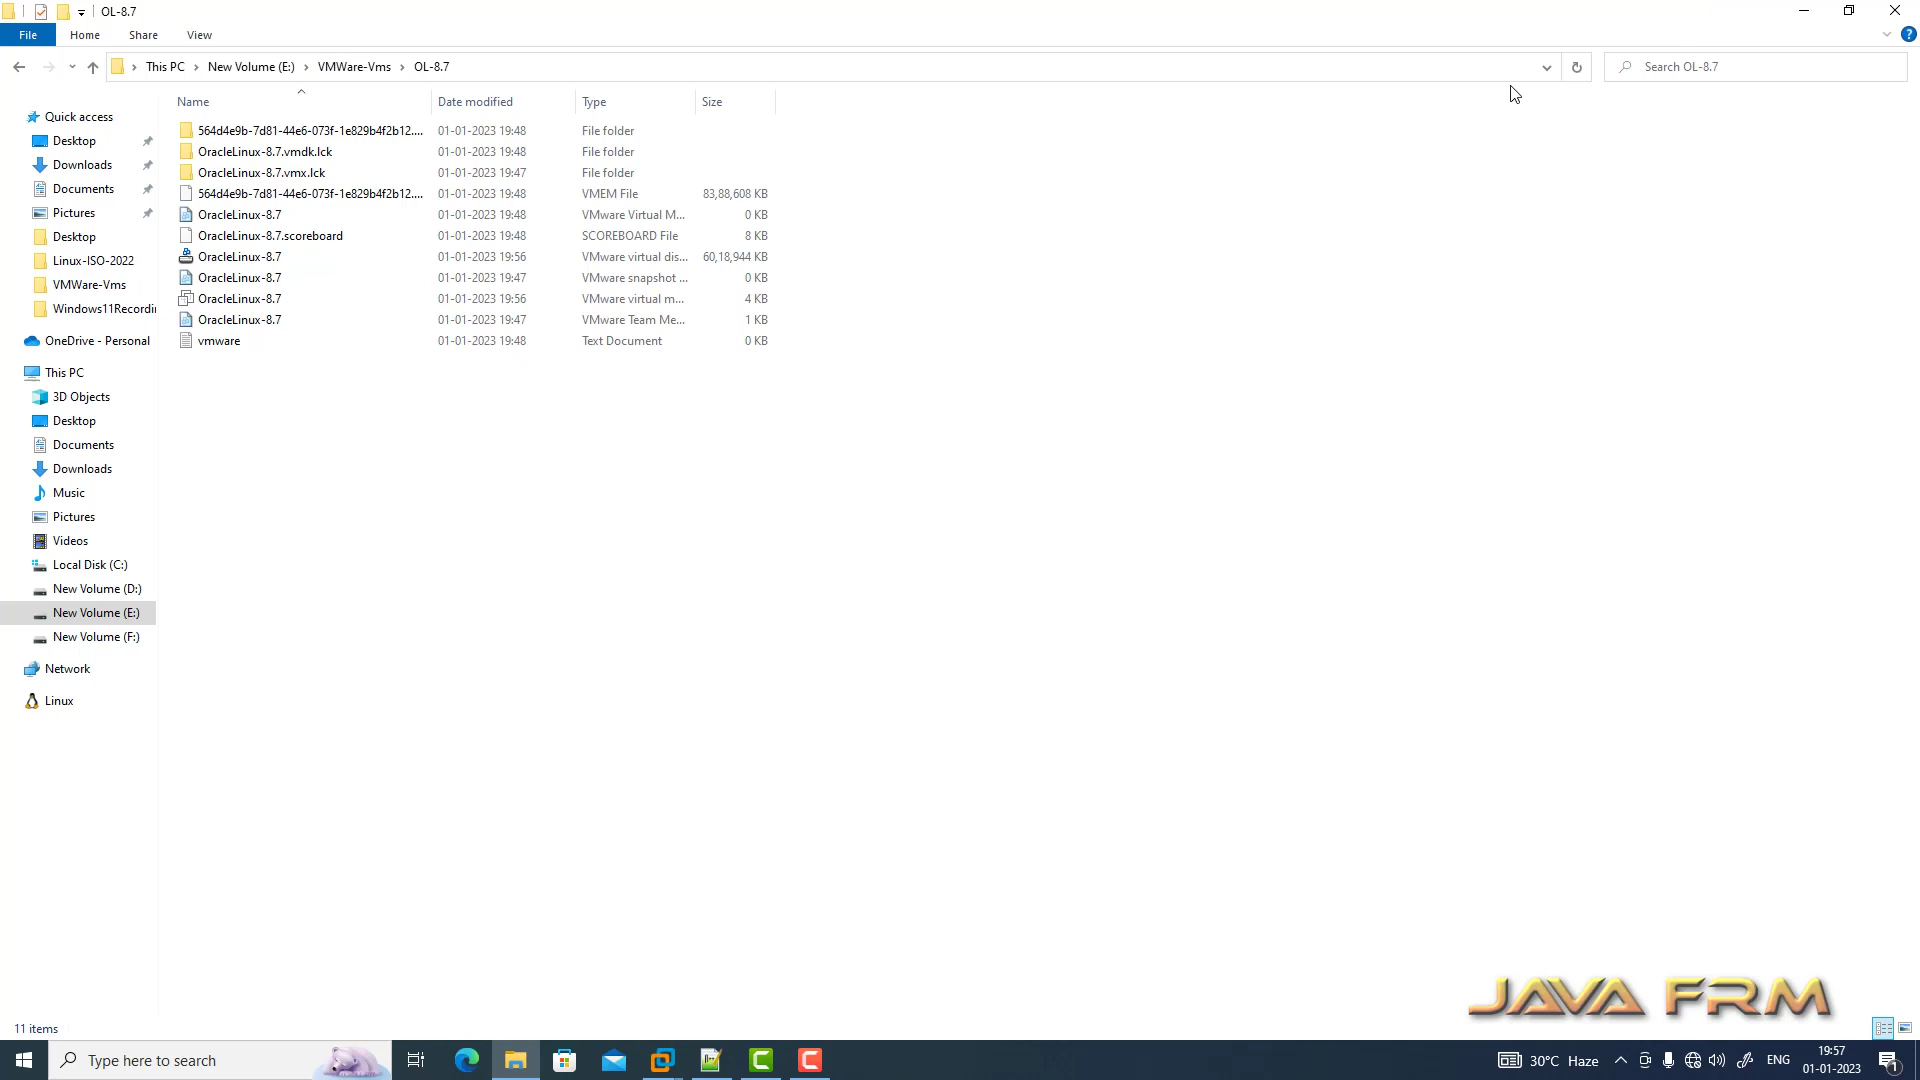 OL-8.7
File Home Share View
This PC New Volume (E:) VMWare-Vms OL-8.7
Search OL-8.7
Name Date modified Type Size
Quick access
Desktop
Downloads
Documents
Pictures
Desktop
Linux-ISO-2022
VMWare-Vms
Windows11Recordin
OneDrive - Personal
This PC
3D Objects
Desktop
Documents
Downloads
Music
Pictures
Videos
Local Disk (C:)
New Volume (D:)
New Volume (E:)
New Volume (F:)
Network
Linux
564d4e9b-7d81-44e6-073f-1e829b4f2b12.... 01-01-2023 19:48 File folder
OracleLinux-8.7.vmdk.lck 01-01-2023 19:48 File folder
OracleLinux-8.7.vmx.lck 01-01-2023 19:47 File folder
564d4e9b-7d81-44e6-073f-1e829b4f2b12.... 01-01-2023 19:48 VMEM File 83,88,608 KB
OracleLinux-8.7 01-01-2023 19:48 VMware Virtual M... 0 KB
OracleLinux-8.7.scoreboard 01-01-2023 19:48 SCOREBOARD File 8 KB
OracleLinux-8.7 01-01-2023 19:56 VMware virtual dis... 60,18,944 KB
OracleLinux-8.7 01-01-2023 19:47 VMware snapshot ... 0 KB
OracleLinux-8.7 01-01-2023 19:56 VMware virtual m... 4 KB
OracleLinux-8.7 01-01-2023 19:47 VMware Team Me... 1 KB
vmware 01-01-2023 19:48 Text Document 0 KB
JAVA FRM
11 items
Type here to search
30°C Haze
ENG
19:57
01-01-2023
1